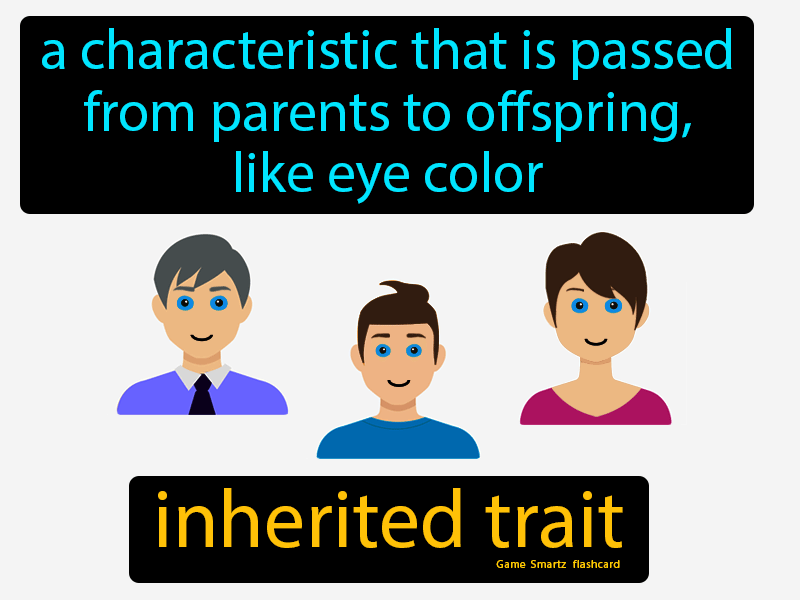 a characteristic that is passed
from parents to offspring,
like eye color
inherited trait
Game Smartz flashcard